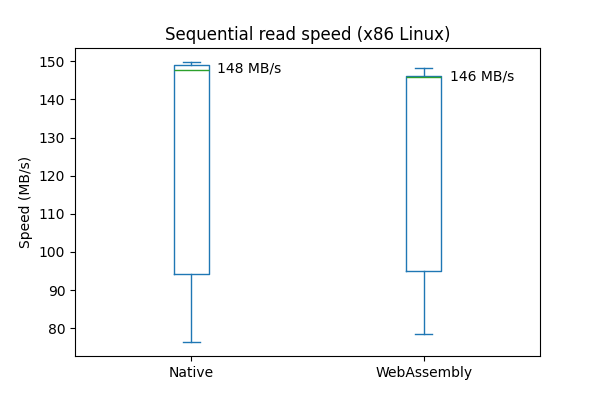 Sequential read speed (x86 Linux)
150
148 MB/s
146 MB/s
140
130
120
110
100
90
80
Speed (MB/s)
Native
WebAssembly